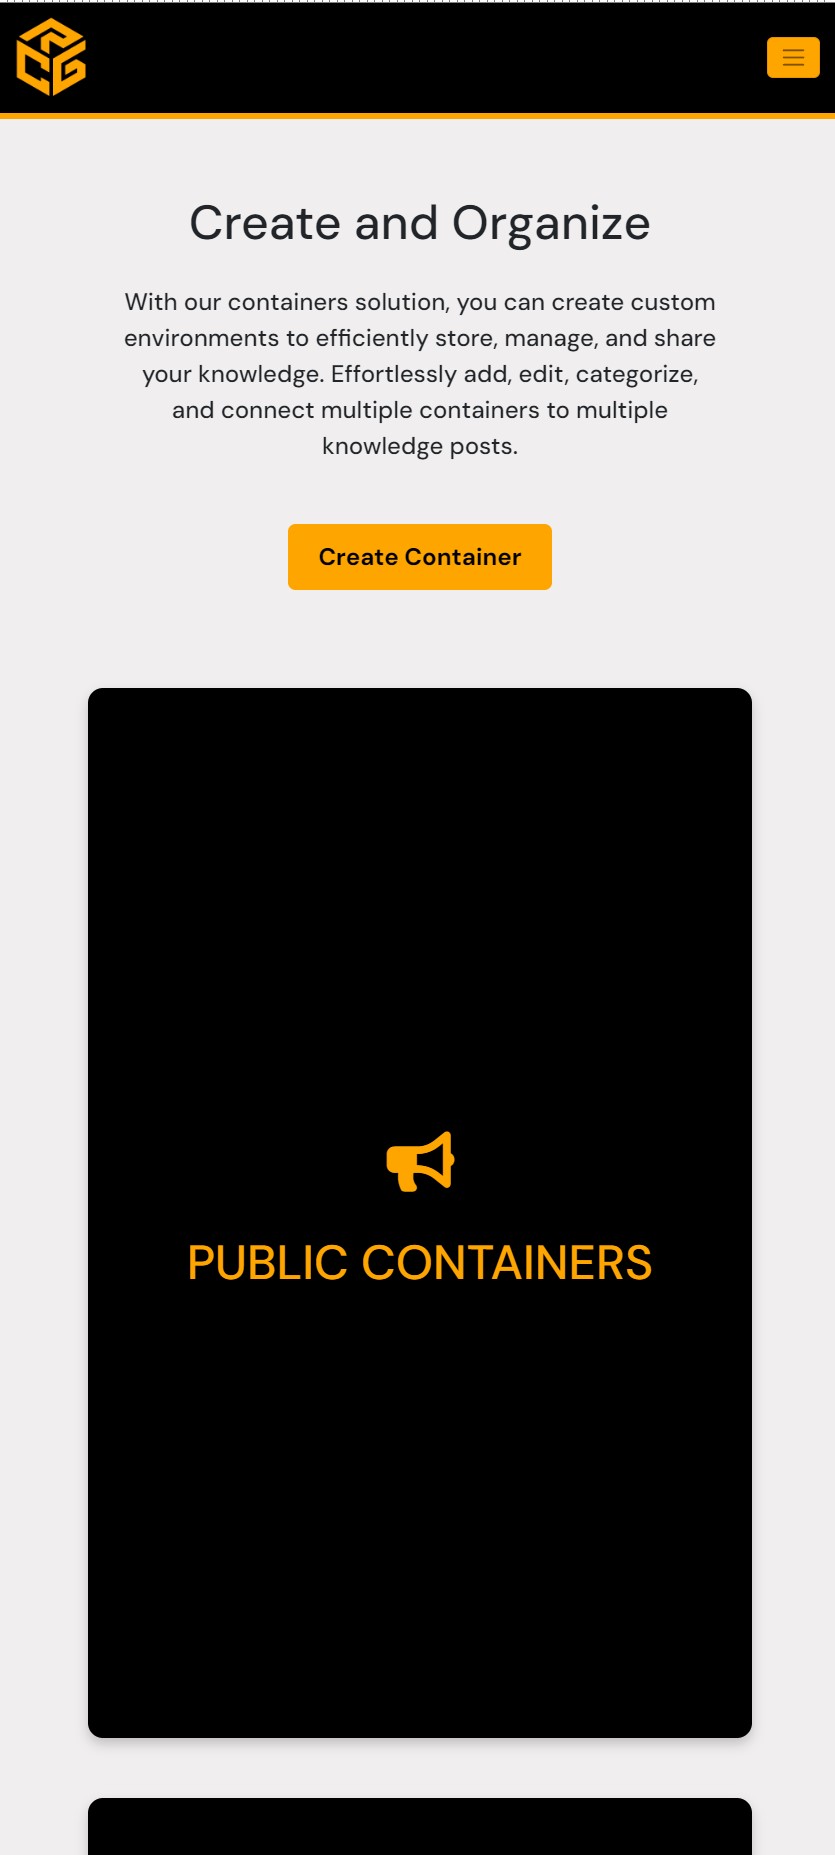 Create and Organize
With our containers solution, you can create custom
environments to efficiently store, manage, and share
your knowledge. Effortlessly add, edit, categorize,
and connect multiple containers to multiple
knowledge posts.
Create Container
PUBLIC CONTAINERS